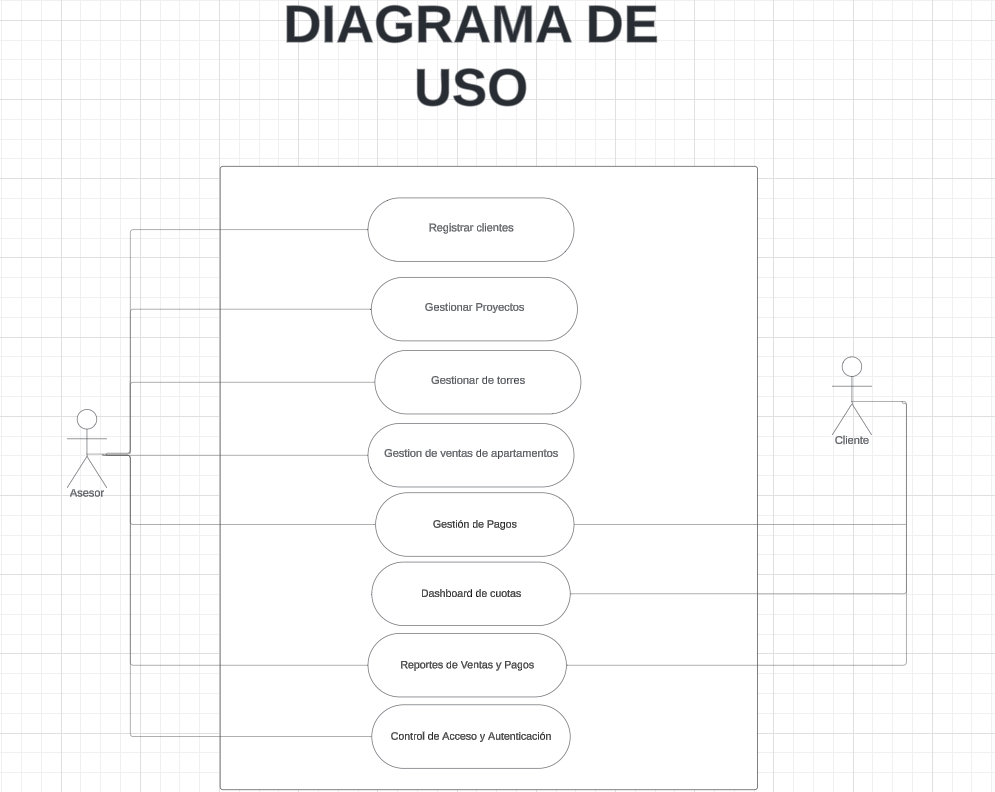 DIAGRAMA DE
USO
Registrar clientes
Gestionar Proyectos
Gestionar de torres
Gestion de ventas de apartamentos
Gestión de Pagos
Dashboard de cuotas
Reportes de Ventas y Pagos
Control de Acceso y Autenticación
Asesor
Cliente